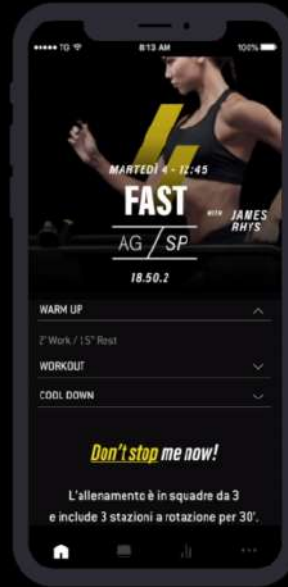 TG 8:13 AM 100%
MARTEDÌ 4 - 12:45
FAST
WITH JAMES RHYS
AG / SP
18.50.2
WARM UP
2' Work / 15" Rest
WORKOUT
COOL DOWN
Don't stop me now!
L'allenamento è in squadre da 3
e include 3 stazioni a rotazione per 30'.